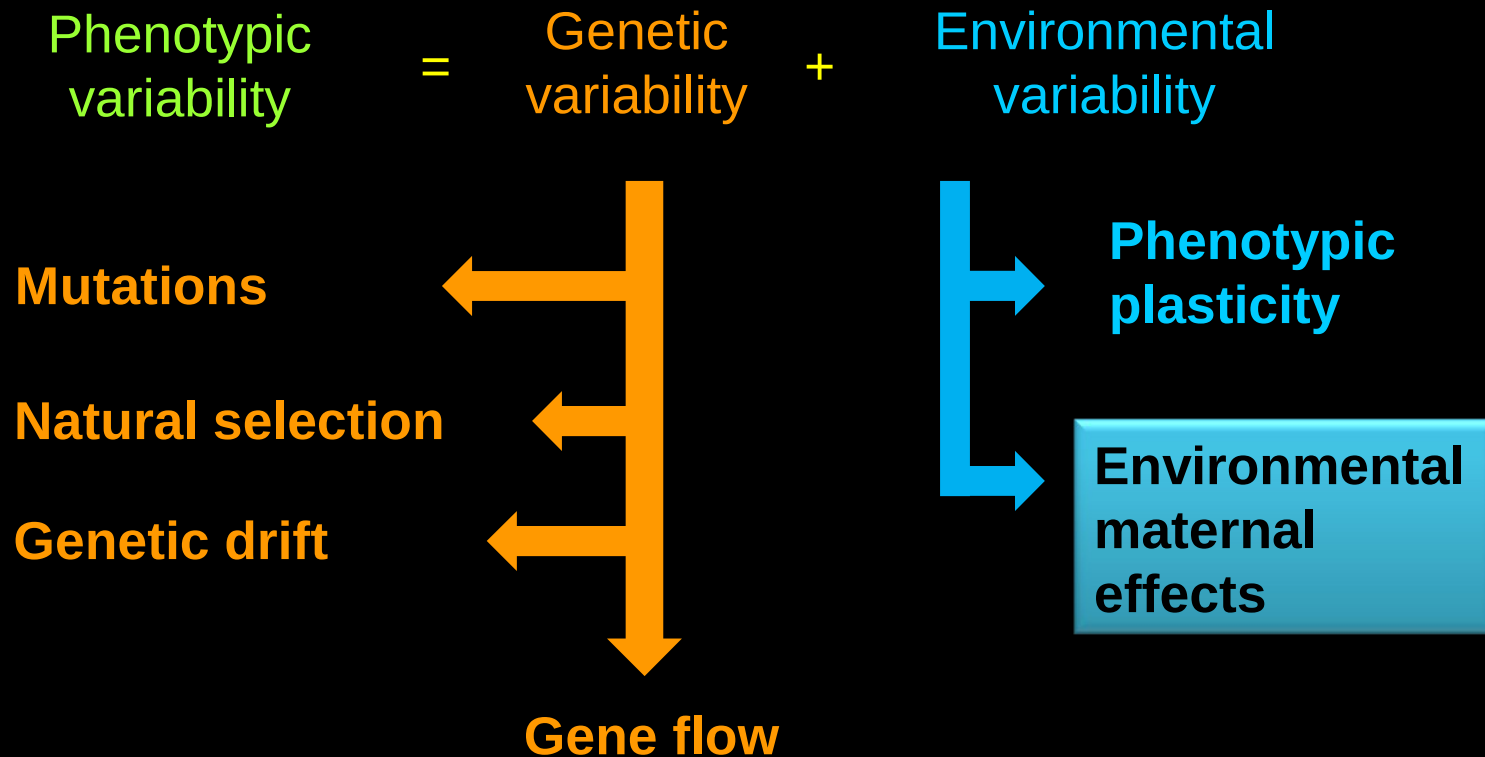 Phenotypic
variability
=
Genetic
variability
+
Environmental
variability
Mutations
Natural selection
Genetic drift
Gene flow
Phenotypic
plasticity
Environmental
maternal
effects